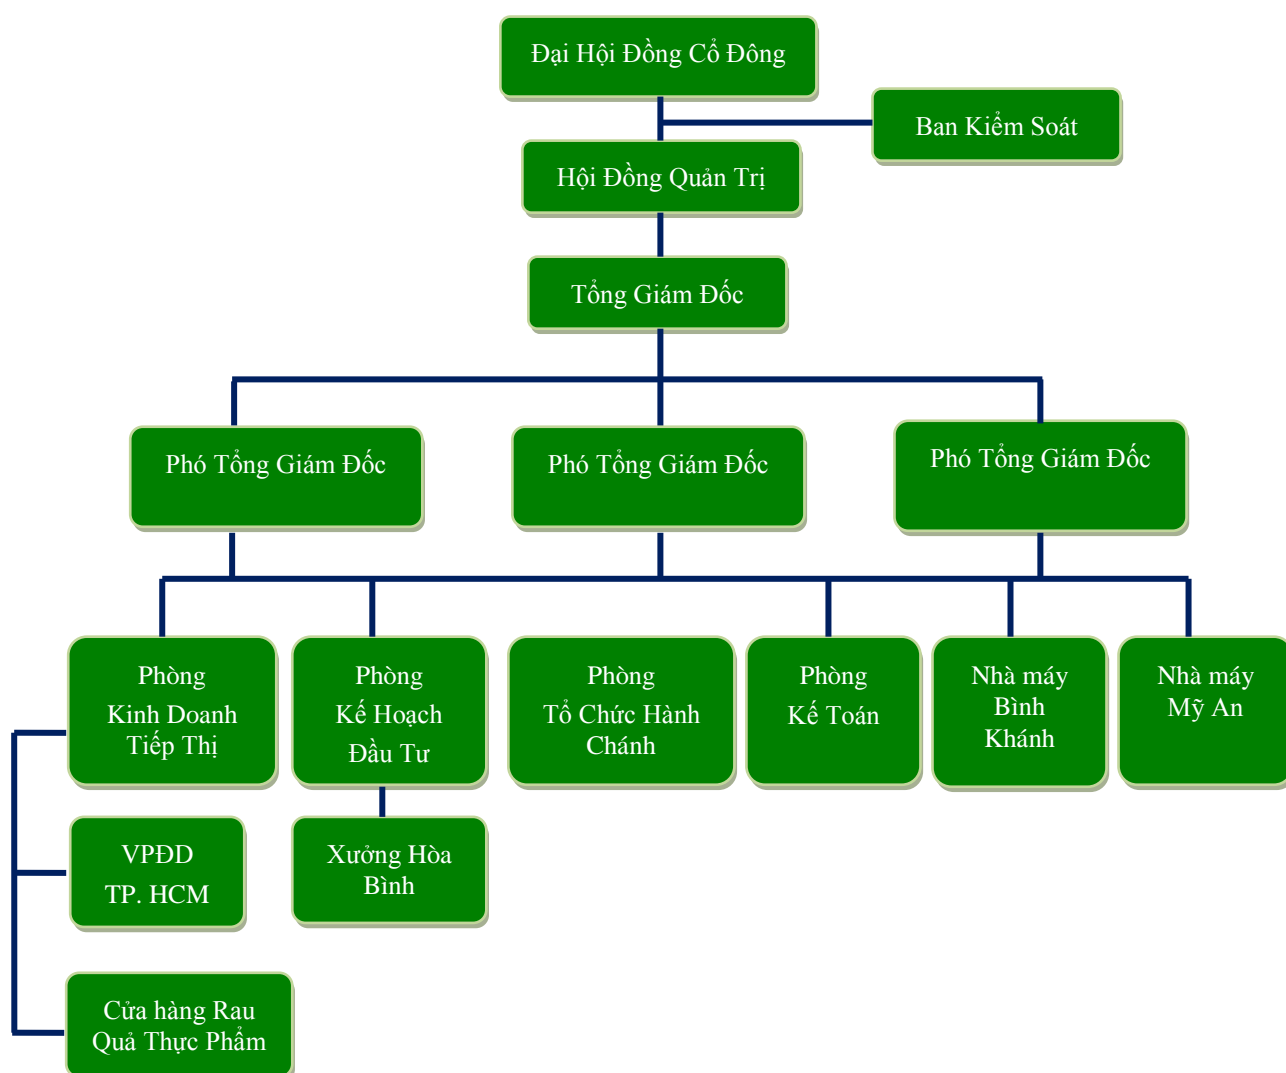 Đại Hội Đồng Cổ Đông
Ban Kiểm Soát
Hội Đồng Quản Trị
Tổng Giám Đốc
Phó Tổng Giám Đốc
Phó Tổng Giám Đốc
Phó Tổng Giám Đốc
Phòng
Kinh Doanh
Tiếp Thị
Phòng
Kế Hoạch
Đầu Tư
Phòng
Tổ Chức Hành
Chánh
Phòng
Kế Toán
Nhà máy
Bình
Khánh
Nhà máy
Mỹ An
VPĐD
TP. HCM
Xưởng Hòa
Bình
Cửa hàng Rau
Quả Thực Phẩm